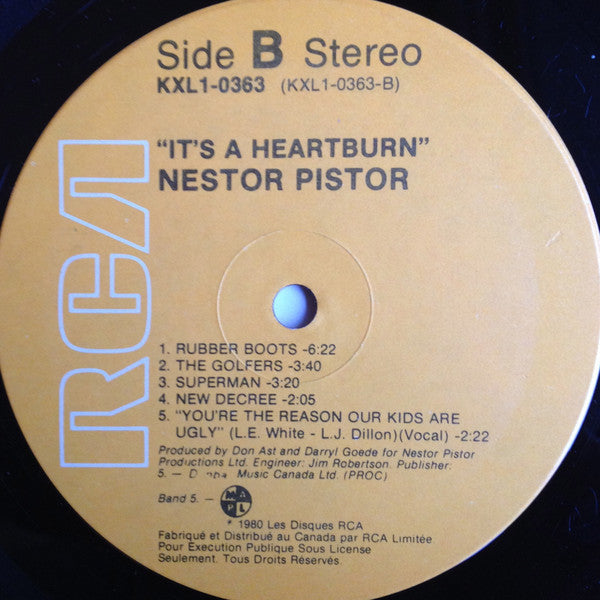 Side B Stereo
KXL1-0363 (KXL1-0363-B)
"IT'S A HEARTBURN"
NESTOR PISTOR
RCA
1. RUBBER BOOTS -6:22
2. THE GOLFERS -3:40
3. SUPERMAN -3:20
4. NEW DECREE -2:05
5. "YOU'RE THE REASON OUR KIDS ARE
UGLY" (L.E. White - L.J. Dillon)(Vocal) -2:22
Produced by Don Ast and Darryl Goede for Nestor Pistor
Productions Ltd. Engineer: Jim Robertson. Publisher:
5. — Music Canada Ltd. (PROC)
Band 5. — MAPL
* 1980 Les Disques RCA
Fabriqué et Distribué au Canada par RCA Limitée.
Pour Execution Publique Sous License
Seulement. Tous Droits Réservés.